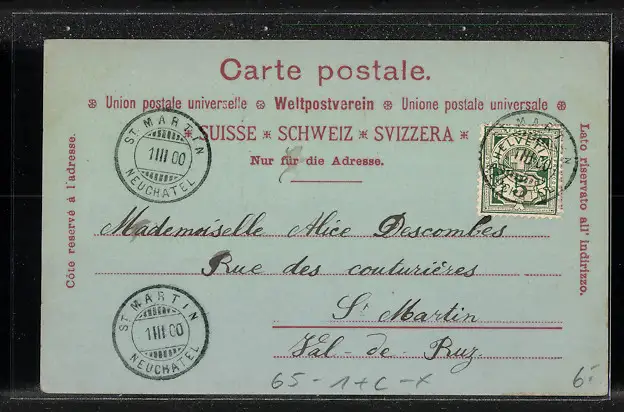 Carte postale.
Union postale universelle Weltpostverein Unione postale universale
SUISSE * SCHWEIZ * SVIZZERA *
Nur für die Adresse.
Côte reservé à l'adresse.
Lato riservato all' indirizzo.
ST MARTIN
1 III 00
NEUCHATEL
HELVETIA
5
Mademoiselle Alice Descombes
Rue des couturières
St Martin
Val-de-Ruz
ST MARTIN
1 III 00
NEUCHATEL
65 - 1+C - x
6.-